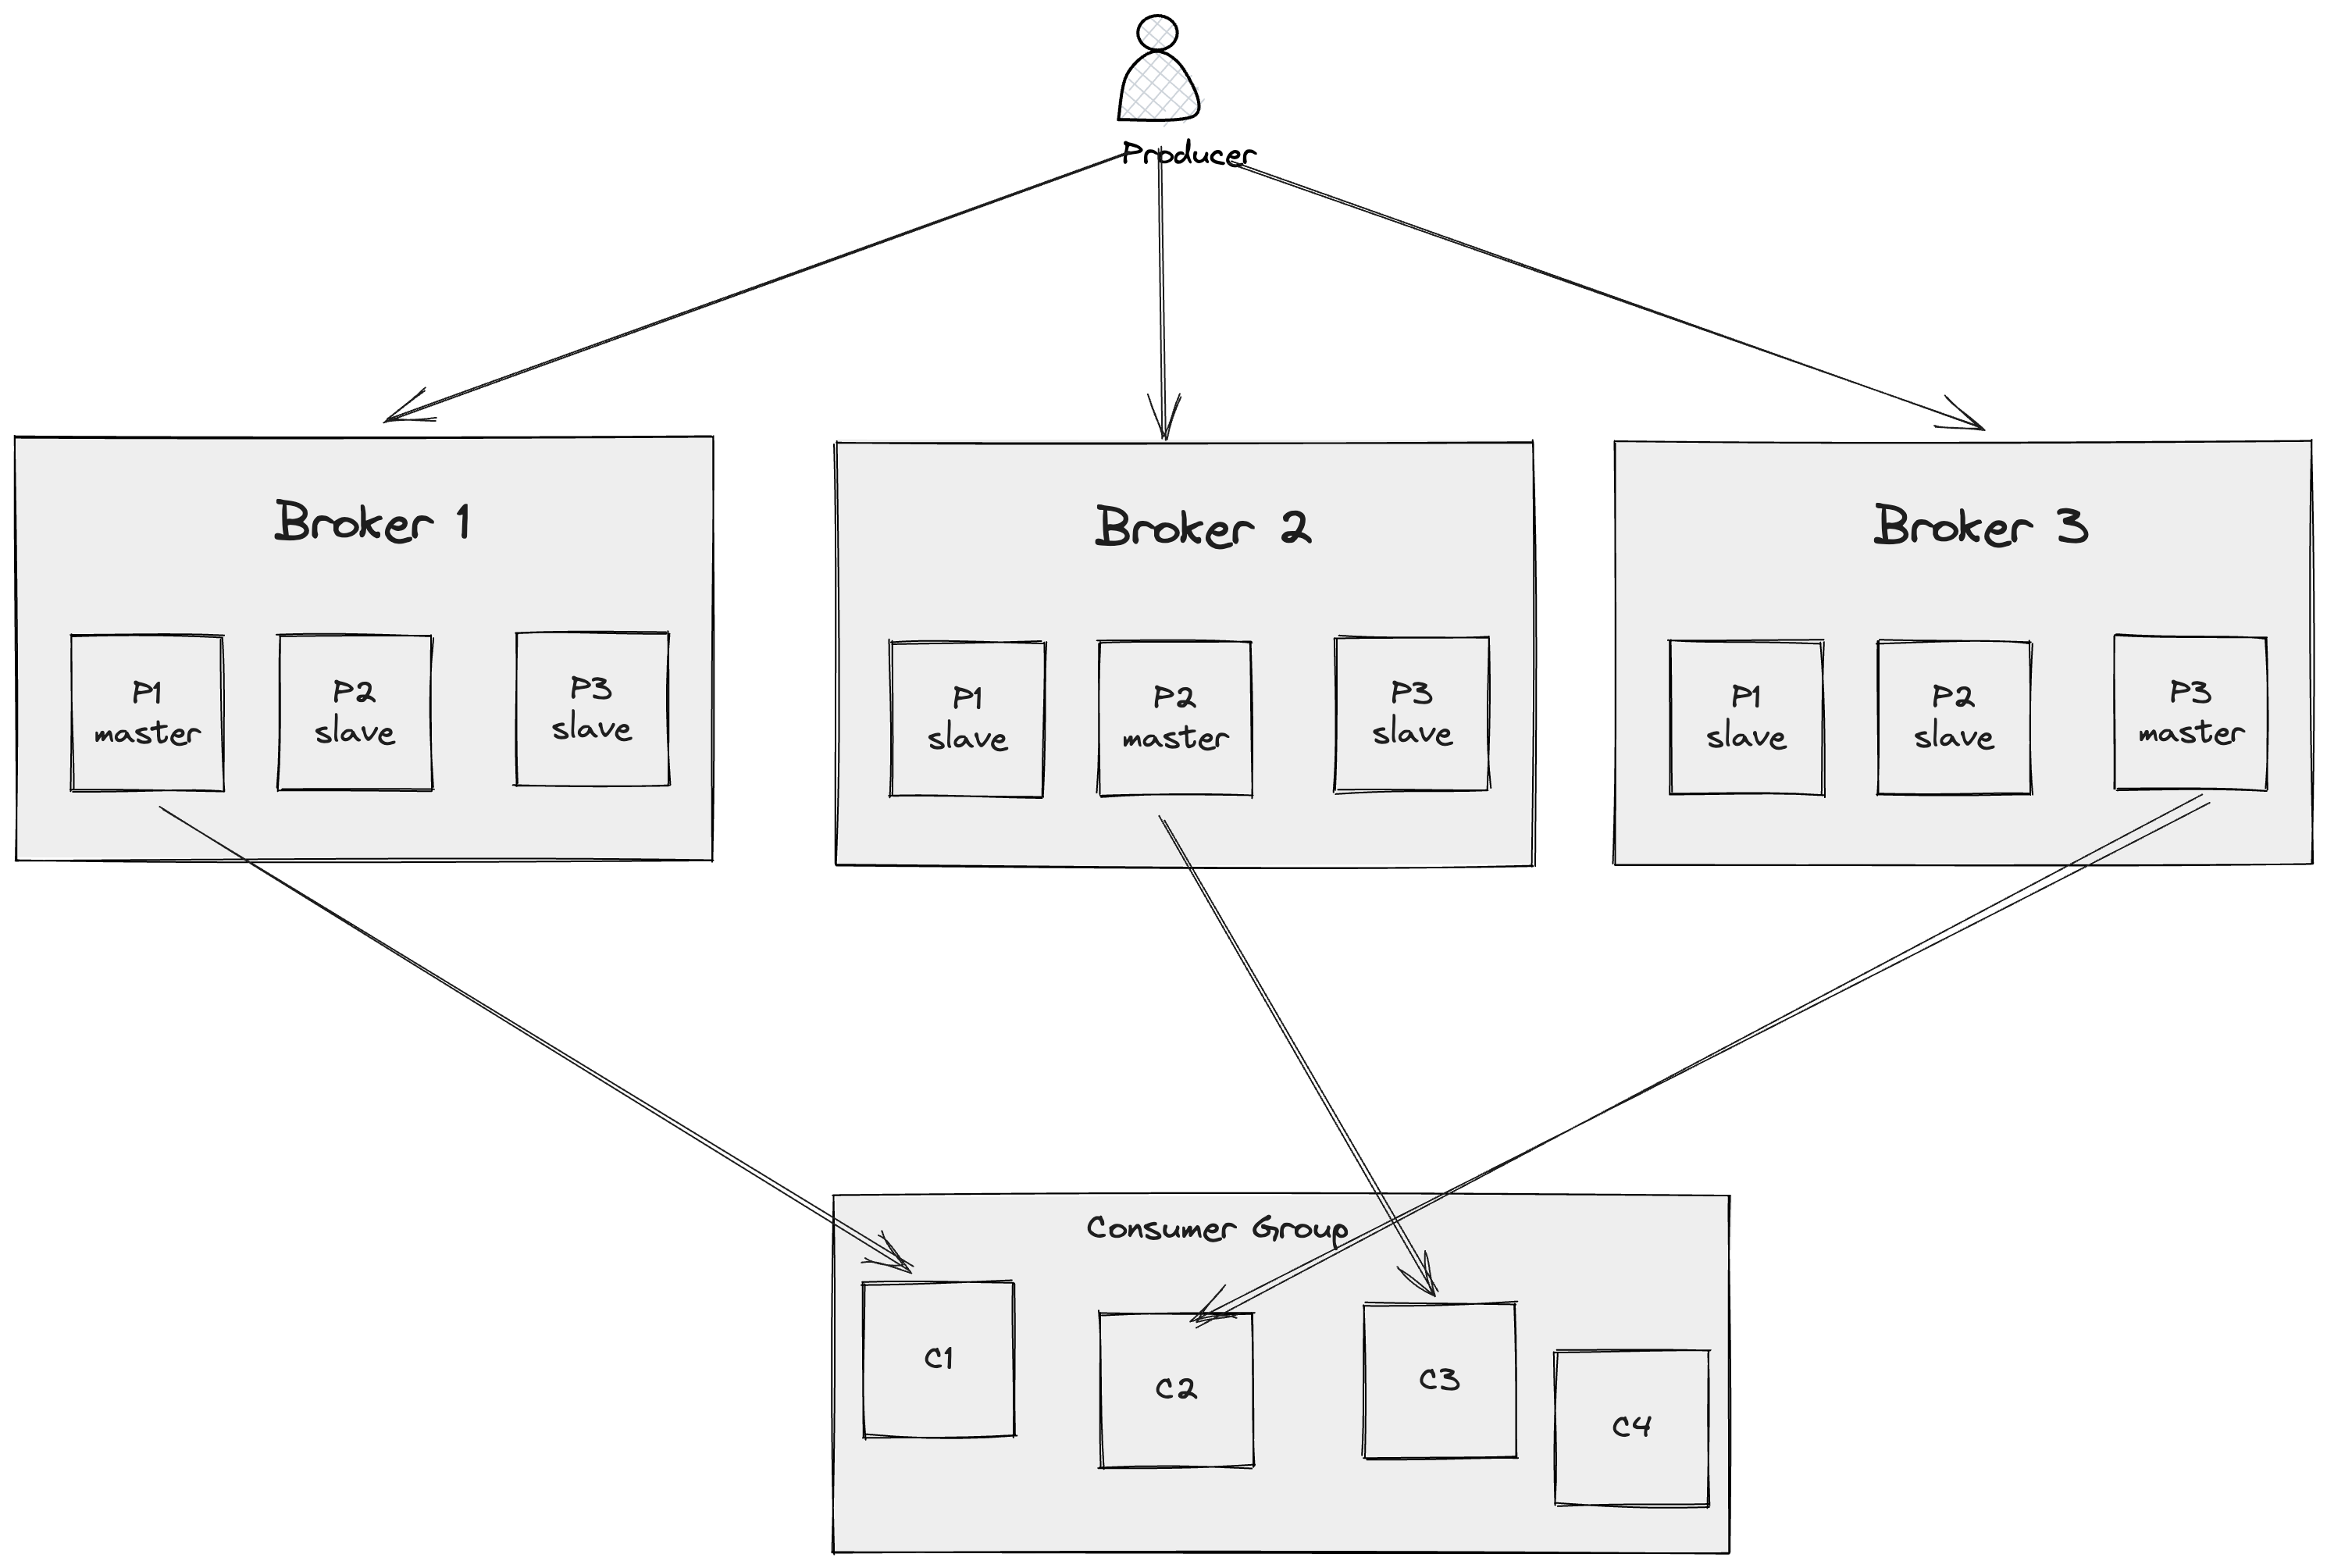 Producer
Broker 1
Broker 2
Broker 3
P1
master
P2
slave
P3
slave
P1
slave
P2
master
P3
slave
P1
slave
P2
slave
P3
master
Consumer Group
C1
C2
C3
C4